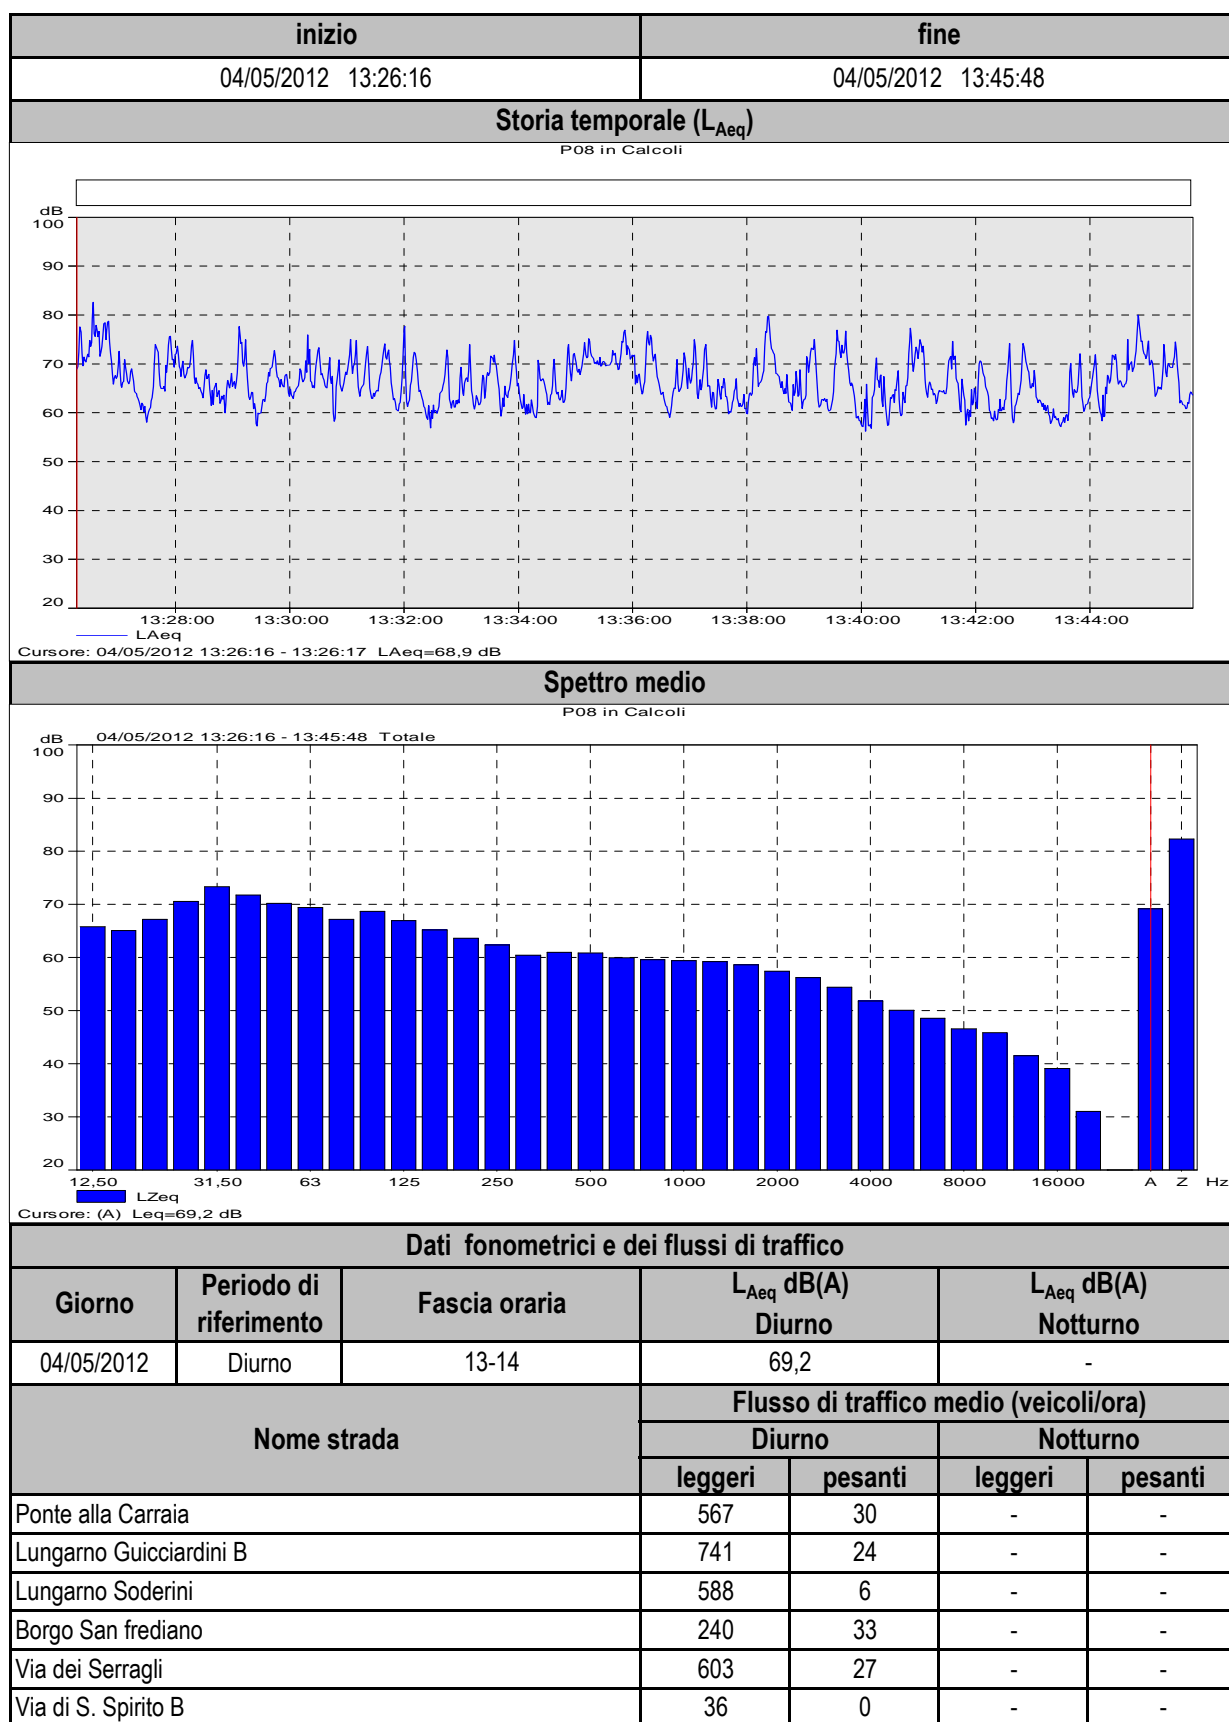 inizio fine
04/05/2012 13:26:16 04/05/2012 13:45:48
Storia temporale (LAeq)
P08 in Calcoli
dB
100
90
80
70
60
50
40
30
20
13:28:00 13:30:00 13:32:00 13:34:00 13:36:00 13:38:00 13:40:00 13:42:00 13:44:00
LAeq
Cursore: 04/05/2012 13:26:16 - 13:26:17 LAeq=68,9 dB
Spettro medio
P08 in Calcoli
dB 04/05/2012 13:26:16 - 13:45:48 Totale
100
90
80
70
60
50
40
30
20
12,50 31,50 63 125 250 500 1000 2000 4000 8000 16000 A Z Hz
LZeq
Cursore: (A) Leq=69,2 dB
Dati fonometrici e dei flussi di traffico
Giorno Periodo di riferimento Fascia oraria LAeq dB(A) Diurno LAeq dB(A) Notturno
04/05/2012 Diurno 13-14 69,2 -
Nome strada Flusso di traffico medio (veicoli/ora)
Diurno Notturno
leggeri pesanti leggeri pesanti
Ponte alla Carraia 567 30 - -
Lungarno Guicciardini B 741 24 - -
Lungarno Soderini 588 6 - -
Borgo San frediano 240 33 - -
Via dei Serragli 603 27 - -
Via di S. Spirito B 36 0 - -